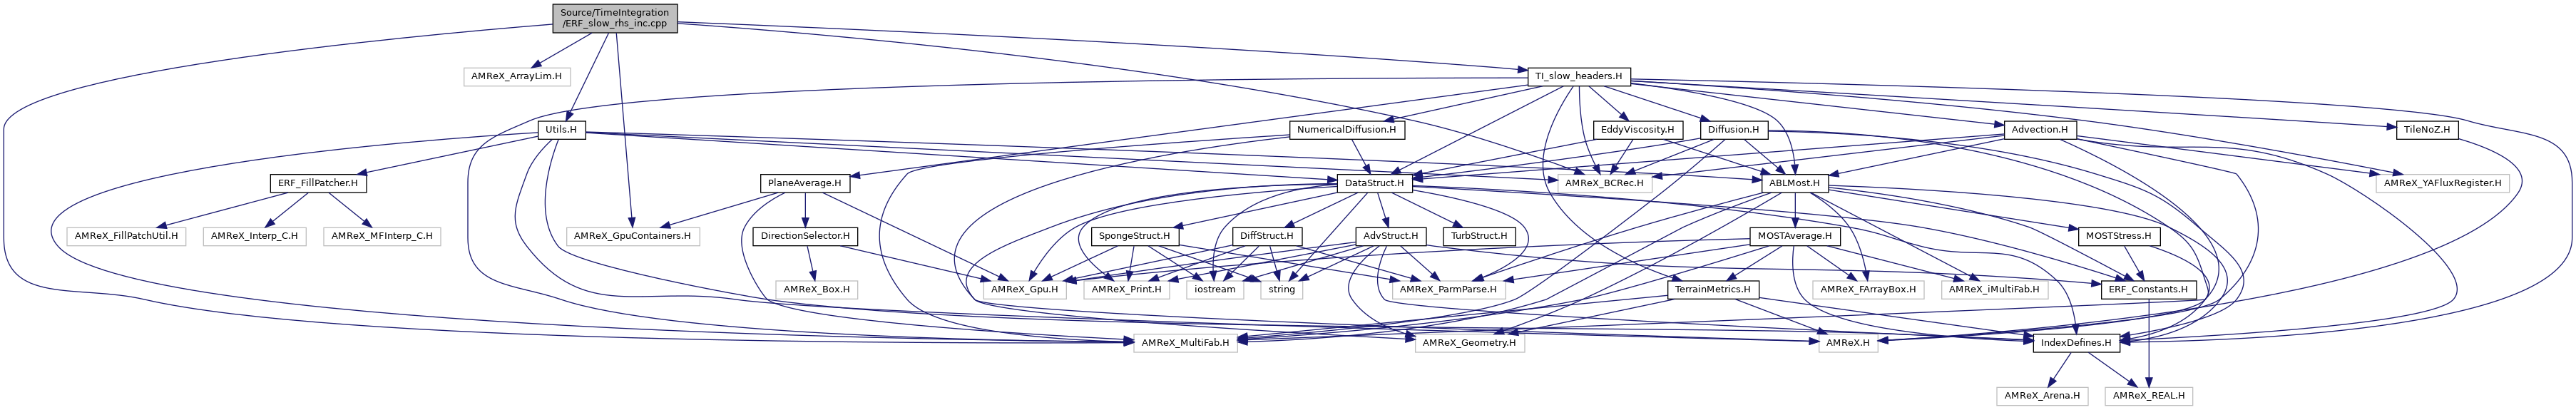 Source/TimeIntegration
/ERF_slow_rhs_inc.cpp
AMReX_ArrayLim.H
TI_slow_headers.H
Utils.H
NumericalDiffusion.H
EddyViscosity.H
Diffusion.H
Advection.H
TileNoZ.H
ERF_FillPatcher.H
PlaneAverage.H
DataStruct.H
AMReX_BCRec.H
ABLMost.H
AMReX_YAFluxRegister.H
AMReX_FillPatchUtil.H
AMReX_Interp_C.H
AMReX_MFInterp_C.H
AMReX_GpuContainers.H
DirectionSelector.H
SpongeStruct.H
DiffStruct.H
AdvStruct.H
TurbStruct.H
MOSTAverage.H
MOSTStress.H
AMReX_Box.H
AMReX_Gpu.H
AMReX_Print.H
iostream
string
AMReX_ParmParse.H
TerrainMetrics.H
AMReX_FArrayBox.H
AMReX_iMultiFab.H
ERF_Constants.H
AMReX_MultiFab.H
AMReX_Geometry.H
AMReX.H
IndexDefines.H
AMReX_Arena.H
AMReX_REAL.H